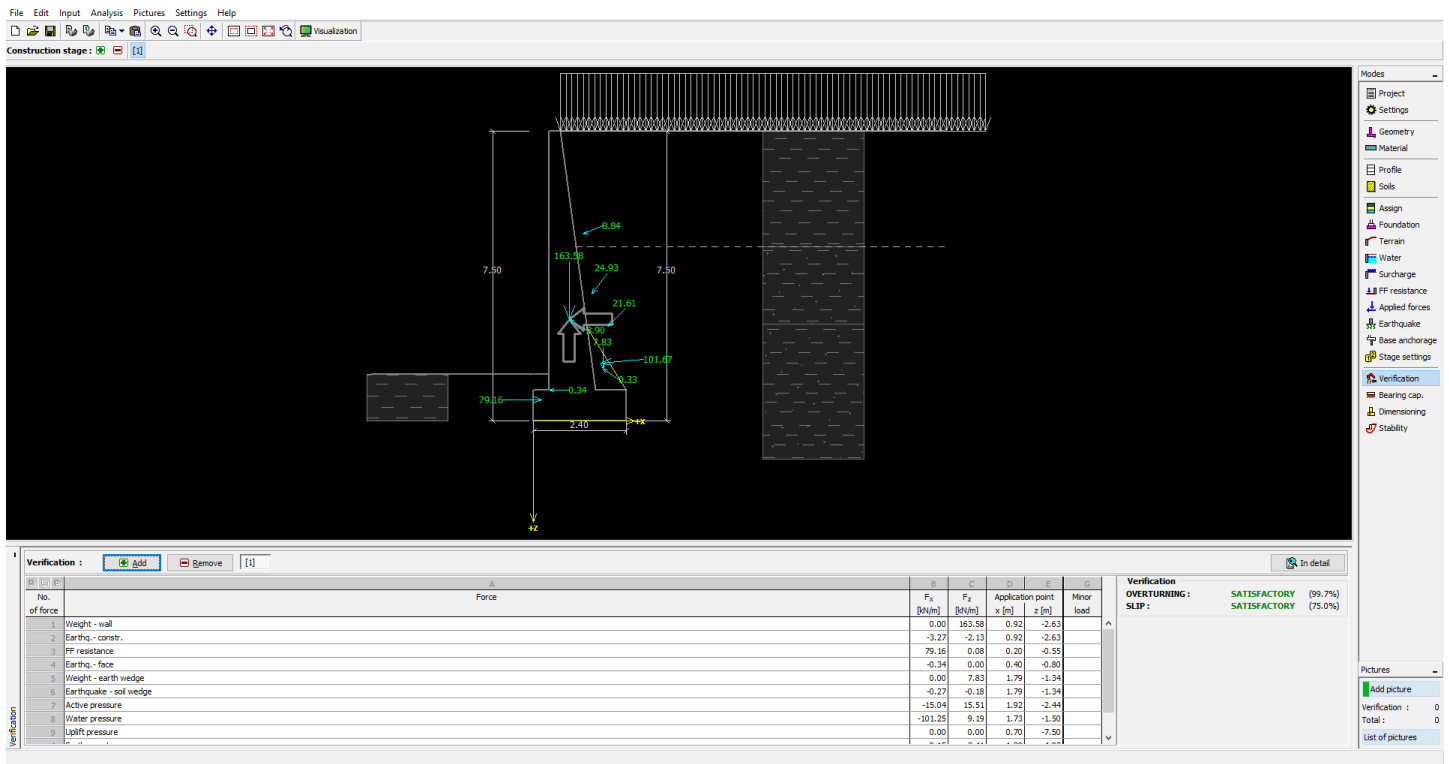 File Edit Input Analysis Pictures Settings Help
Visualization
Construction stage : [1]
7.50
7.50
8.84
163.58
24.93
21.61
7.83
101.67
0.33
0.34
79.16
2.40
+x
+z
Modes
Project
Settings
Geometry
Material
Profile
Soils
Assign
Foundation
Terrain
Water
Surcharge
FF resistance
Applied forces
Earthquake
Base anchorage
Stage settings
Verification
Bearing cap.
Dimensioning
Stability
Verification : Add Remove [1] In detail
A B C D E G
No. of force Force Fx [kN/m] Fz [kN/m] Application point x [m] z [m] Minor load
1 Weight - wall 0.00 163.58 0.92 -2.63
2 Earthq.- constr. -3.27 -2.13 0.92 -2.63
3 FF resistance 79.16 0.08 0.20 -0.55
4 Earthq.- face -0.34 0.00 0.40 -0.80
5 Weight - earth wedge 0.00 7.83 1.79 -1.34
6 Earthquake - soil wedge -0.27 -0.18 1.79 -1.34
7 Active pressure -15.04 15.51 1.92 -2.44
8 Water pressure -101.25 9.19 1.73 -1.50
9 Uplift pressure 0.00 0.00 0.70 -7.50
Verification
OVERTURNING : SATISFACTORY (99.7%)
SLIP : SATISFACTORY (75.0%)
Verification
Pictures
Add picture
Verification : 0
Total : 0
List of pictures